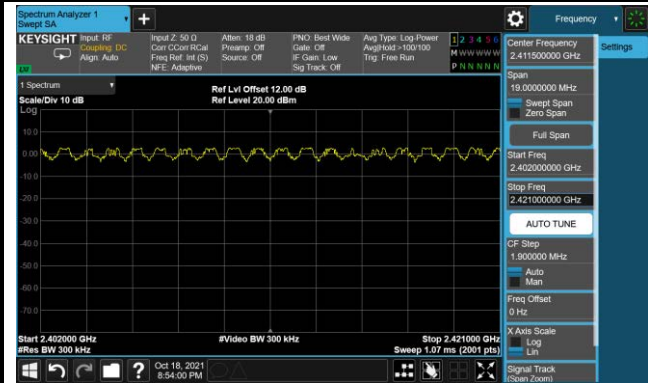 Spectrum Analyzer 1
Swept SA
+
Frequency
KEYSIGHT
Input: RF
Coupling: DC
Align: Auto
Input Z: 50 Ω
Corr CCorr RCal
Freq Ref: Int (S)
NFE: Adaptive
Atten: 18 dB
Preamp: Off
Source: Off
PNO: Best Wide
Gate: Off
IF Gain: Low
Sig Track: Off
Avg Type: Log-Power
Avg|Hold:>100/100
Trig: Free Run
1 2 3 4 5 6
M W W W W W
P N N N N N
1 Spectrum
Scale/Div 10 dB
Log
Ref Lvl Offset 12.00 dB
Ref Level 20.00 dBm
10.0
0.00
-10.0
-20.0
-30.0
-40.0
-50.0
-60.0
-70.0
Start 2.402000 GHz
#Res BW 300 kHz
#Video BW 300 kHz
Stop 2.421000 GHz
Sweep 1.07 ms (2001 pts)
Oct 18, 2021
8:54:00 PM
Center Frequency
2.411500000 GHz
Settings
Span
19.0000000 MHz
Swept Span
Zero Span
Full Span
Start Freq
2.402000000 GHz
Stop Freq
2.421000000 GHz
AUTO TUNE
CF Step
1.900000 MHz
Auto
Man
Freq Offset
0 Hz
X Axis Scale
Log
Lin
Signal Track
(Span Zoom)